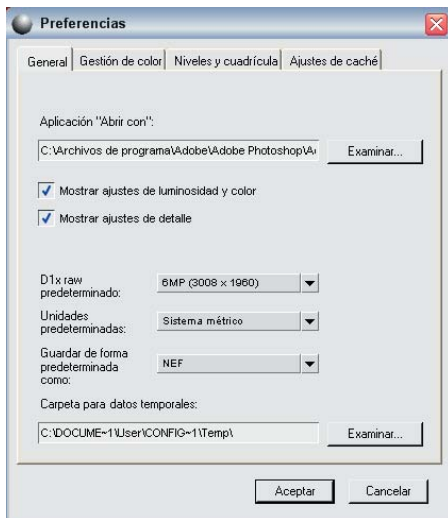 Preferencias
General Gestión de color Niveles y cuadrícula Ajustes de caché
Aplicación "Abrir con":
C:\Archivos de programa\Adobe\Adobe Photoshop\A
Examinar...
Mostrar ajustes de luminosidad y color
Mostrar ajustes de detalle
D1x raw
predeterminado:
6MP (3008 x 1960)
Unidades
predeterminadas:
Sistema métrico
Guardar de forma
predeterminada
como:
NEF
Carpeta para datos temporales:
C:\DOCUME~1\User\CONFIG~1\Temp\
Examinar...
Aceptar Cancelar